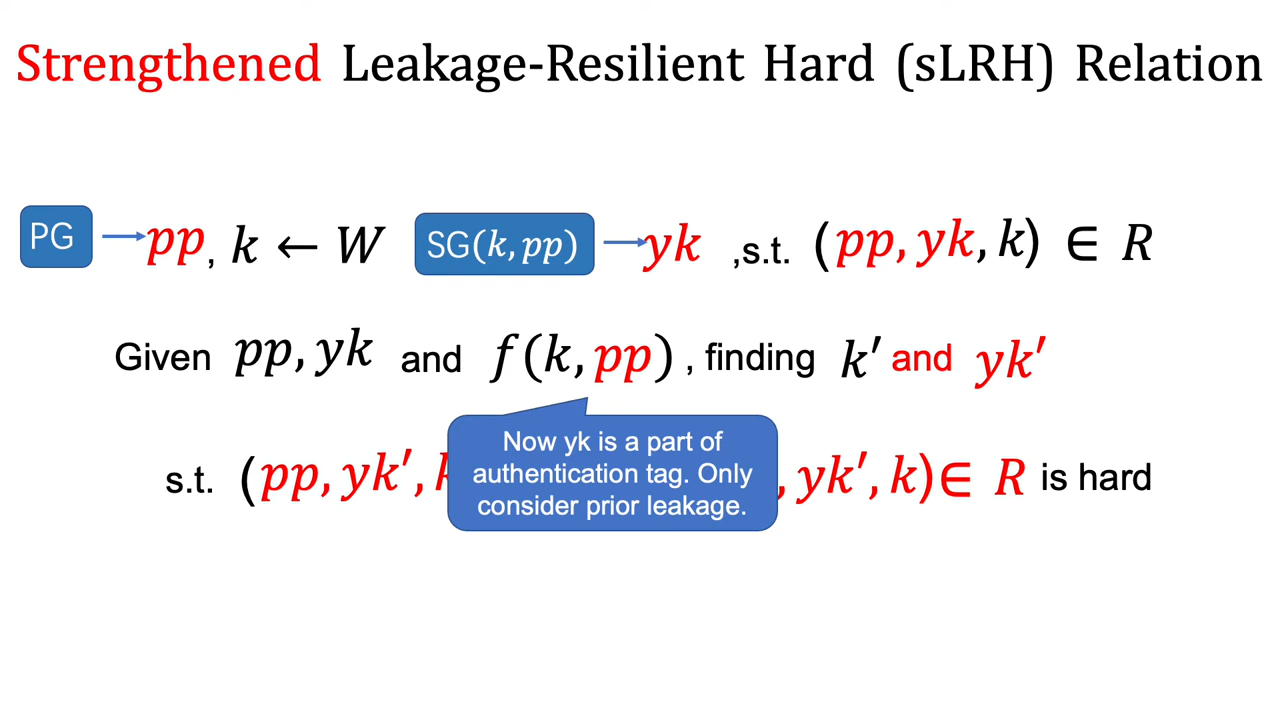 Strengthened Leakage-Resilient Hard (sLRH) Relation
PG pp, k ← W SG(k, pp) yk ,s.t. (pp, yk, k) ∈ R
Given pp, yk and f(k, pp) , finding k′ and yk′
s.t. (pp, yk′, , yk′, k) ∈ R is hard
Now yk is a part of
authentication tag. Only
consider prior leakage.